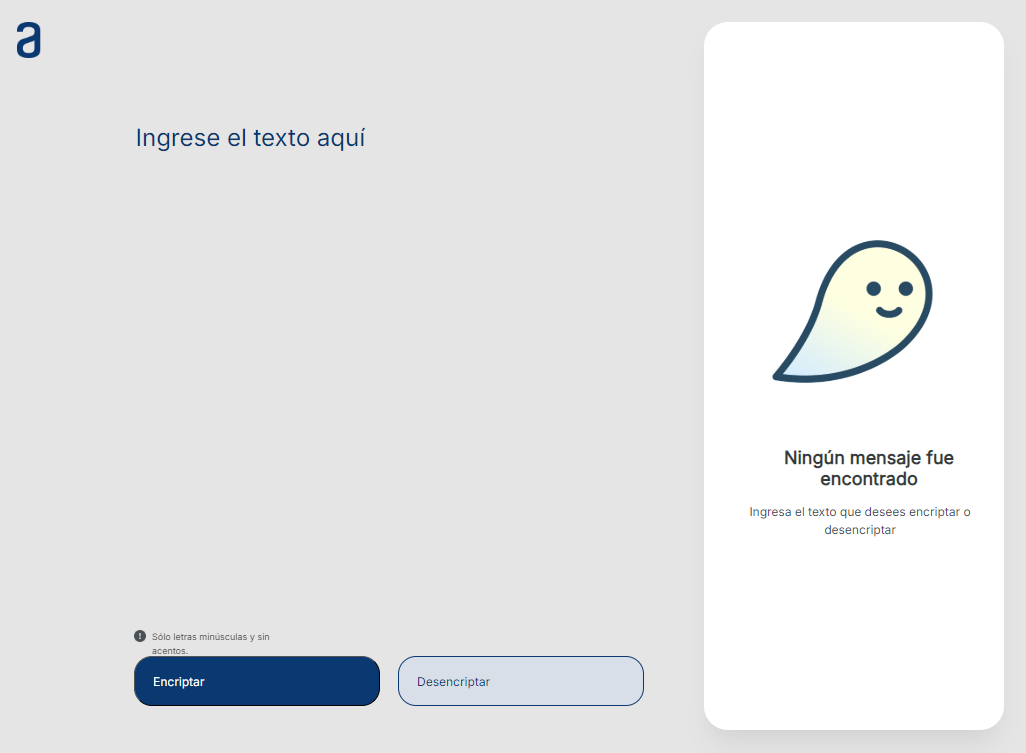 a
Ingrese el texto aquí
Ningún mensaje fue
encontrado
Ingresa el texto que desees encriptar o
desencriptar
Sólo letras minúsculas y sin
acentos.
Encriptar
Desencriptar